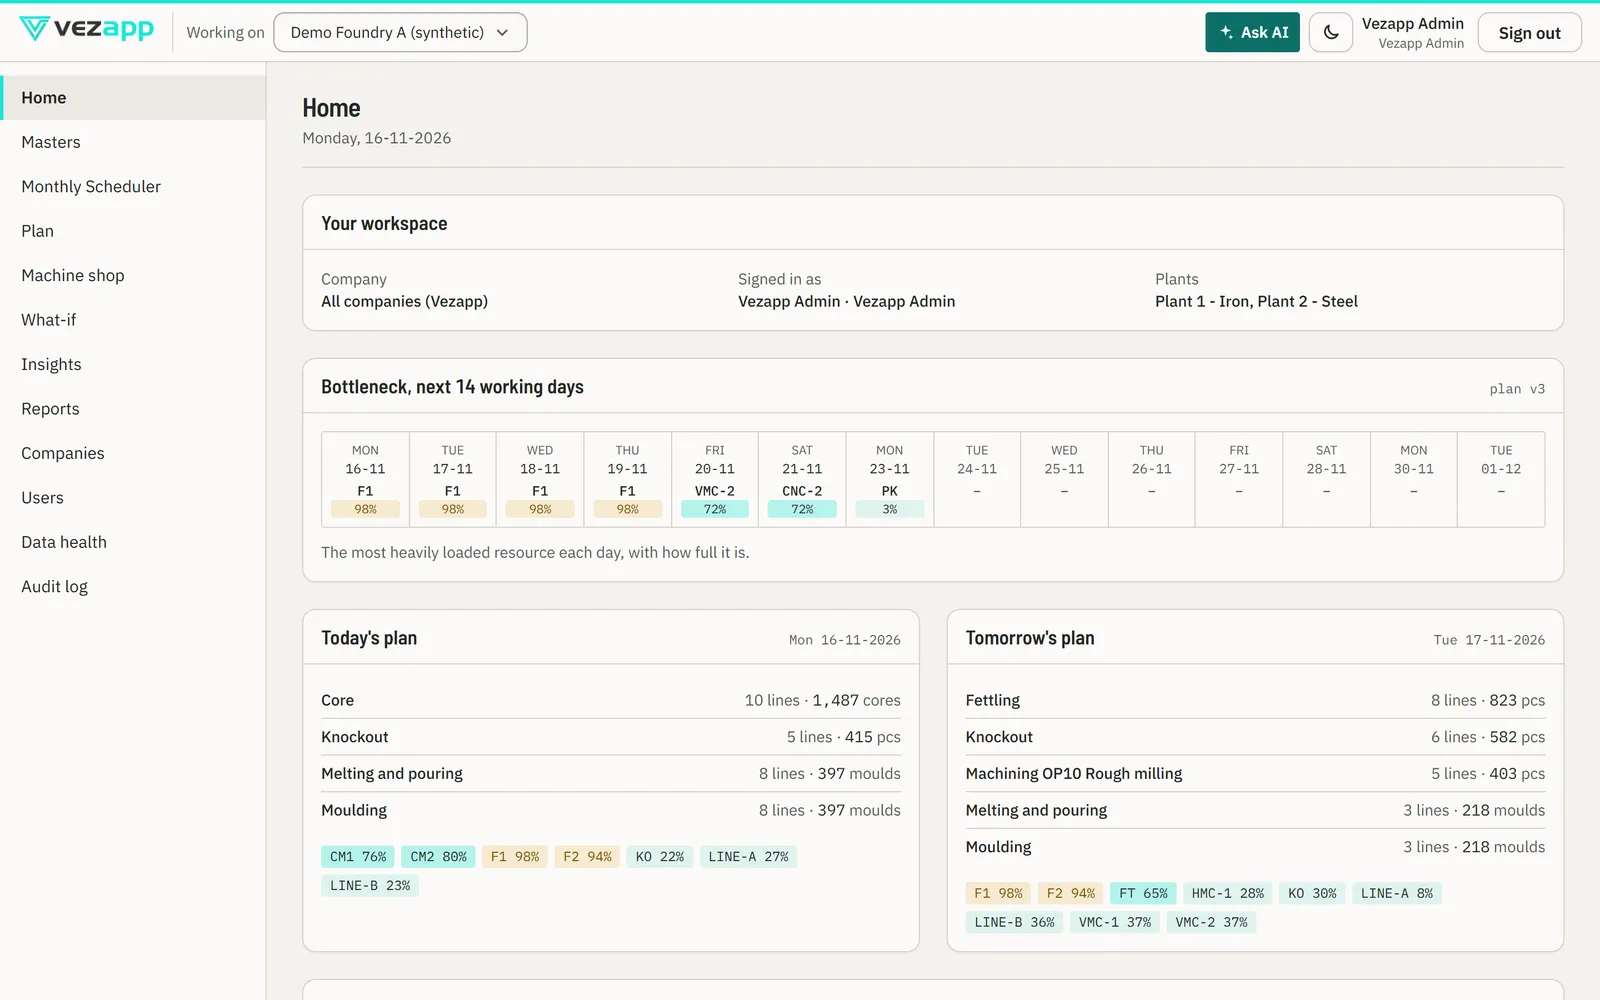 vezapp
Working on
Demo Foundry A (synthetic)
Ask AI
Vezapp Admin
Vezapp Admin
Sign out
Home
Masters
Monthly Scheduler
Plan
Machine shop
What-if
Insights
Reports
Companies
Users
Data health
Audit log
Home
Monday, 16-11-2026
Your workspace
Company
All companies (Vezapp)
Signed in as
Vezapp Admin · Vezapp Admin
Plants
Plant 1 - Iron, Plant 2 - Steel
Bottleneck, next 14 working days
plan v3
MON 16-11 F1 98%
TUE 17-11 F1 98%
WED 18-11 F1 98%
THU 19-11 F1 98%
FRI 20-11 VMC-2 72%
SAT 21-11 CNC-2 72%
MON 23-11 PK 3%
TUE 24-11 –
WED 25-11 –
THU 26-11 –
FRI 27-11 –
SAT 28-11 –
MON 30-11 –
TUE 01-12 –
The most heavily loaded resource each day, with how full it is.
Today's plan
Mon 16-11-2026
Core 10 lines · 1,487 cores
Knockout 5 lines · 415 pcs
Melting and pouring 8 lines · 397 moulds
Moulding 8 lines · 397 moulds
CM1 76% CM2 80% F1 98% F2 94% KO 22% LINE-A 27%
LINE-B 23%
Tomorrow's plan
Tue 17-11-2026
Fettling 8 lines · 823 pcs
Knockout 6 lines · 582 pcs
Machining OP10 Rough milling 5 lines · 403 pcs
Melting and pouring 3 lines · 218 moulds
Moulding 3 lines · 218 moulds
F1 98% F2 94% FT 65% HMC-1 28% KO 30% LINE-A 8%
LINE-B 36% VMC-1 37% VMC-2 37%